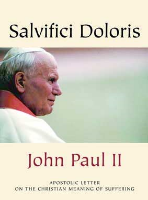 Salvifici Doloris
John Paul II
APOSTOLIC LETTER
ON THE CHRISTIAN MEANING OF SUFFERING